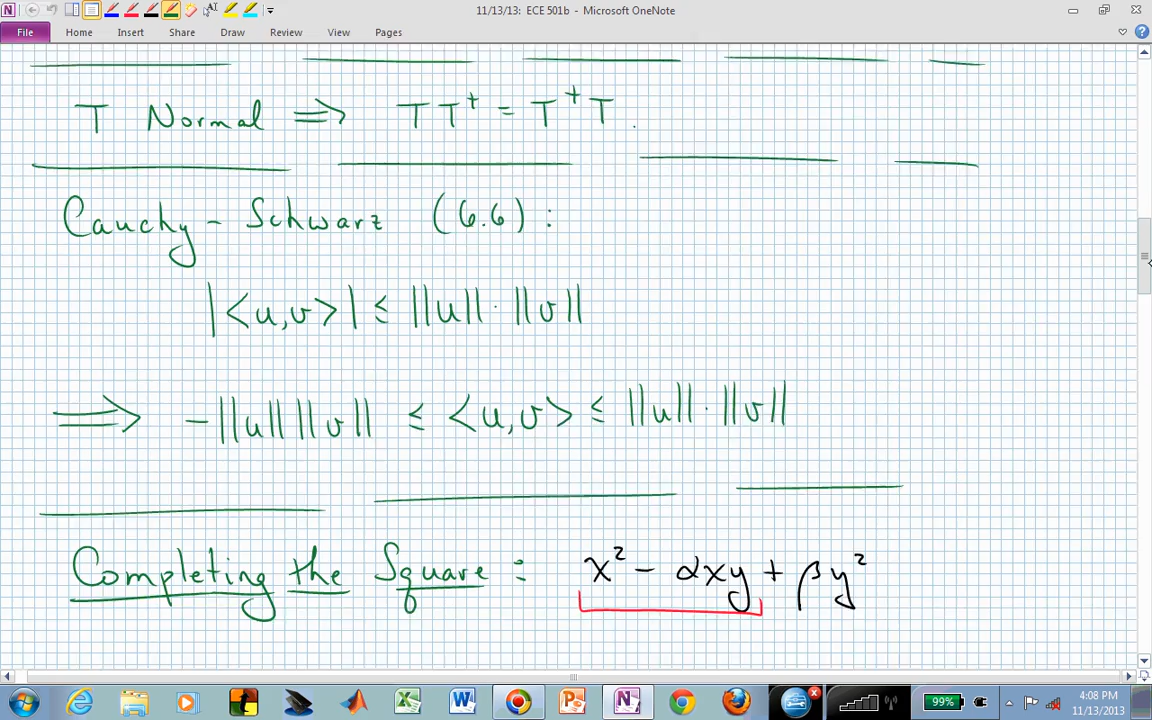 11/13/13: ECE 501b - Microsoft OneNote
File Home Insert Share Draw Review View Pages
T Normal ⟹ T T† = T† T .
Cauchy - Schwarz (6.6) :
|<u,v>| ≤ ||u|| · ||v||
⟹ -||u|| ||v|| ≤ <u,v> ≤ ||u|| · ||v||
Completing the Square : x² - αxy + βy²
99% 4:08 PM
11/13/2013